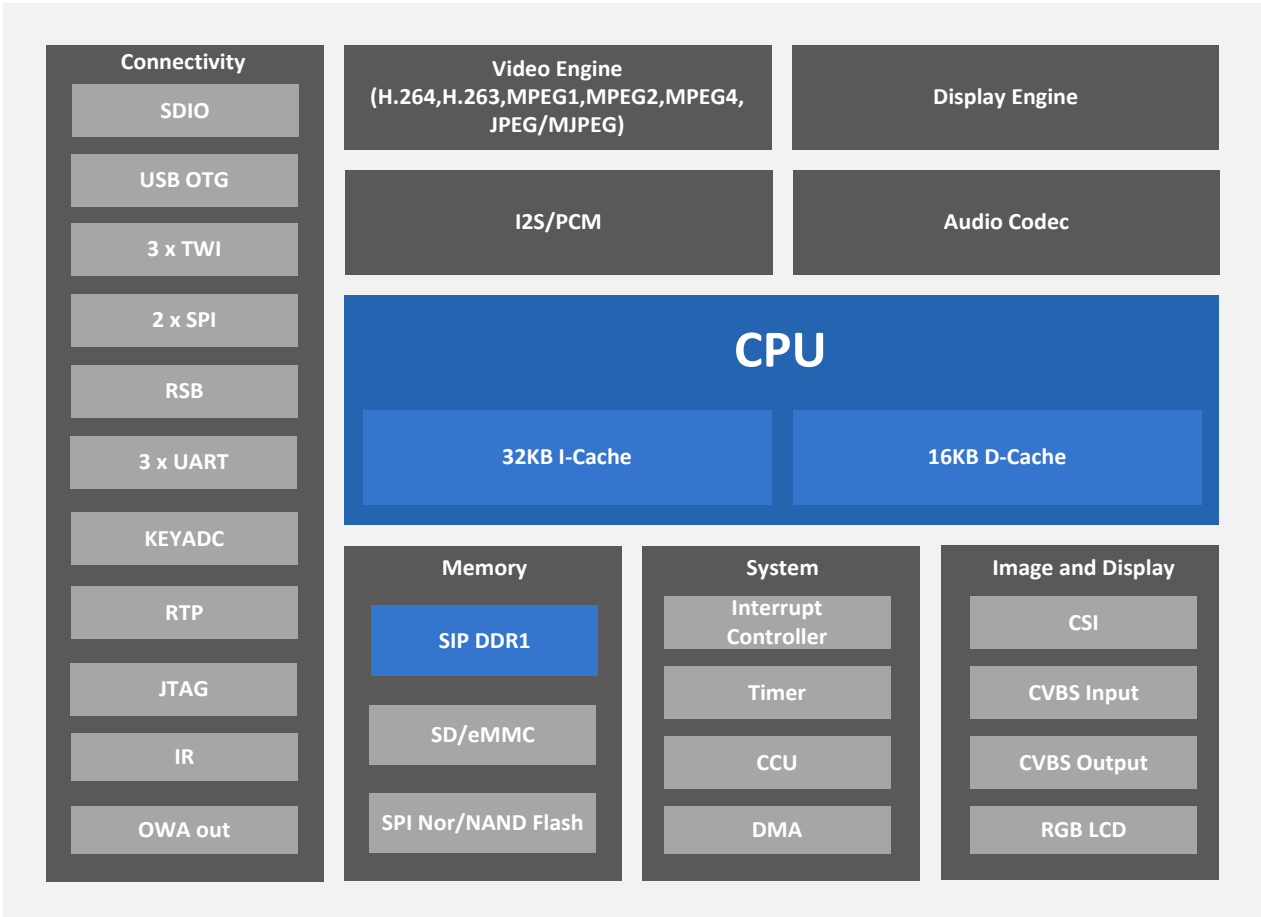 Connectivity
SDIO
USB OTG
3 x TWI
2 x SPI
RSB
3 x UART
KEYADC
RTP
JTAG
IR
OWA out
Video Engine
(H.264,H.263,MPEG1,MPEG2,MPEG4,
JPEG/MJPEG)
Display Engine
I2S/PCM
Audio Codec
CPU
32KB I-Cache
16KB D-Cache
Memory
SIP DDR1
SD/eMMC
SPI Nor/NAND Flash
System
Interrupt
Controller
Timer
CCU
DMA
Image and Display
CSI
CVBS Input
CVBS Output
RGB LCD